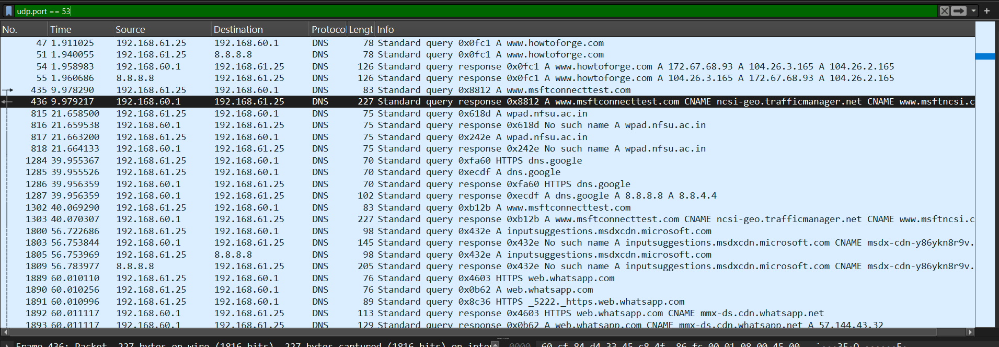 udp.port == 53
No. Time Source Destination Protoco Lengt Info
47 1.911025 192.168.61.25 192.168.60.1 DNS 78 Standard query 0x0fc1 A www.howtoforge.com
51 1.940055 192.168.61.25 8.8.8.8 DNS 78 Standard query 0x0fc1 A www.howtoforge.com
54 1.958983 192.168.60.1 192.168.61.25 DNS 126 Standard query response 0x0fc1 A www.howtoforge.com A 172.67.68.93 A 104.26.3.165 A 104.26.2.165
55 1.960686 8.8.8.8 192.168.61.25 DNS 126 Standard query response 0x0fc1 A www.howtoforge.com A 104.26.3.165 A 172.67.68.93 A 104.26.2.165
435 9.978290 192.168.61.25 192.168.60.1 DNS 83 Standard query 0x8812 A www.msftconnecttest.com
436 9.979217 192.168.60.1 192.168.61.25 DNS 227 Standard query response 0x8812 A www.msftconnecttest.com CNAME ncsi-geo.trafficmanager.net CNAME www.msftncsi.c
815 21.658500 192.168.61.25 192.168.60.1 DNS 75 Standard query 0x618d A wpad.nfsu.ac.in
816 21.659538 192.168.60.1 192.168.61.25 DNS 75 Standard query response 0x618d No such name A wpad.nfsu.ac.in
817 21.663200 192.168.61.25 192.168.60.1 DNS 75 Standard query 0x242e A wpad.nfsu.ac.in
818 21.664133 192.168.60.1 192.168.61.25 DNS 75 Standard query response 0x242e No such name A wpad.nfsu.ac.in
1284 39.955367 192.168.61.25 192.168.60.1 DNS 70 Standard query 0xfa60 HTTPS dns.google
1285 39.955526 192.168.61.25 192.168.60.1 DNS 70 Standard query 0xecdf A dns.google
1286 39.956359 192.168.60.1 192.168.61.25 DNS 70 Standard query response 0xfa60 HTTPS dns.google
1287 39.956359 192.168.60.1 192.168.61.25 DNS 102 Standard query response 0xecdf A dns.google A 8.8.8.8 A 8.8.4.4
1302 40.069290 192.168.61.25 192.168.60.1 DNS 83 Standard query 0xb12b A www.msftconnecttest.com
1303 40.070307 192.168.60.1 192.168.61.25 DNS 227 Standard query response 0xb12b A www.msftconnecttest.com CNAME ncsi-geo.trafficmanager.net CNAME www.msftncsi.c
1800 56.722686 192.168.61.25 192.168.60.1 DNS 98 Standard query 0x432e A inputsuggestions.msdxcdn.microsoft.com
1803 56.753844 192.168.60.1 192.168.61.25 DNS 145 Standard query response 0x432e No such name A inputsuggestions.msdxcdn.microsoft.com CNAME msdx-cdn-y86ykn8r9v.
1805 56.753969 192.168.61.25 8.8.8.8 DNS 98 Standard query 0x432e A inputsuggestions.msdxcdn.microsoft.com
1809 56.783977 8.8.8.8 192.168.61.25 DNS 205 Standard query response 0x432e No such name A inputsuggestions.msdxcdn.microsoft.com CNAME msdx-cdn-y86ykn8r9v.
1889 60.010110 192.168.61.25 192.168.60.1 DNS 76 Standard query 0x4603 HTTPS web.whatsapp.com
1890 60.010256 192.168.61.25 192.168.60.1 DNS 76 Standard query 0x0b62 A web.whatsapp.com
1891 60.010996 192.168.61.25 192.168.60.1 DNS 89 Standard query 0x8c36 HTTPS _5222._https.web.whatsapp.com
1892 60.011117 192.168.60.1 192.168.61.25 DNS 113 Standard query response 0x4603 HTTPS web.whatsapp.com CNAME mmx-ds.cdn.whatsapp.net
1893 60.011117 192.168.60.1 192.168.61.25 DNS 129 Standard query response 0x0b62 A web.whatsapp.com CNAME mmx-ds.cdn.whatsapp.net A 57.144.43.32
Frame 436: Packet, 227 bytes on wire (1816 bits), 227 bytes captured (1816 bits) on inte 0000